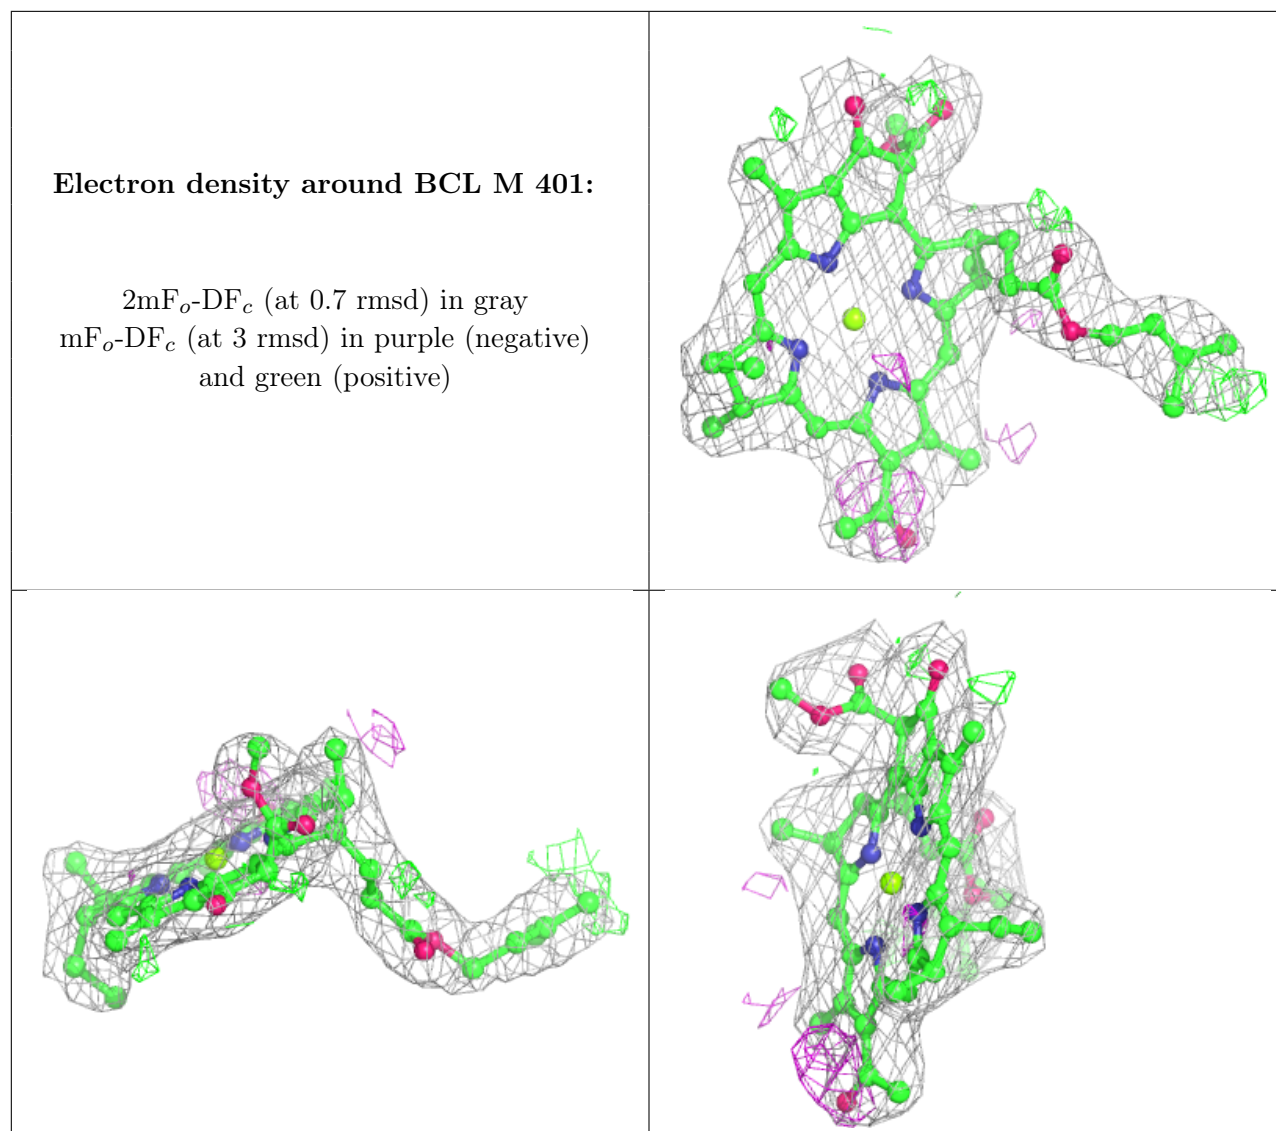 Electron density around BCL M 401:
2mFo-DFc (at 0.7 rmsd) in gray
mFo-DFc (at 3 rmsd) in purple (negative)
and green (positive)